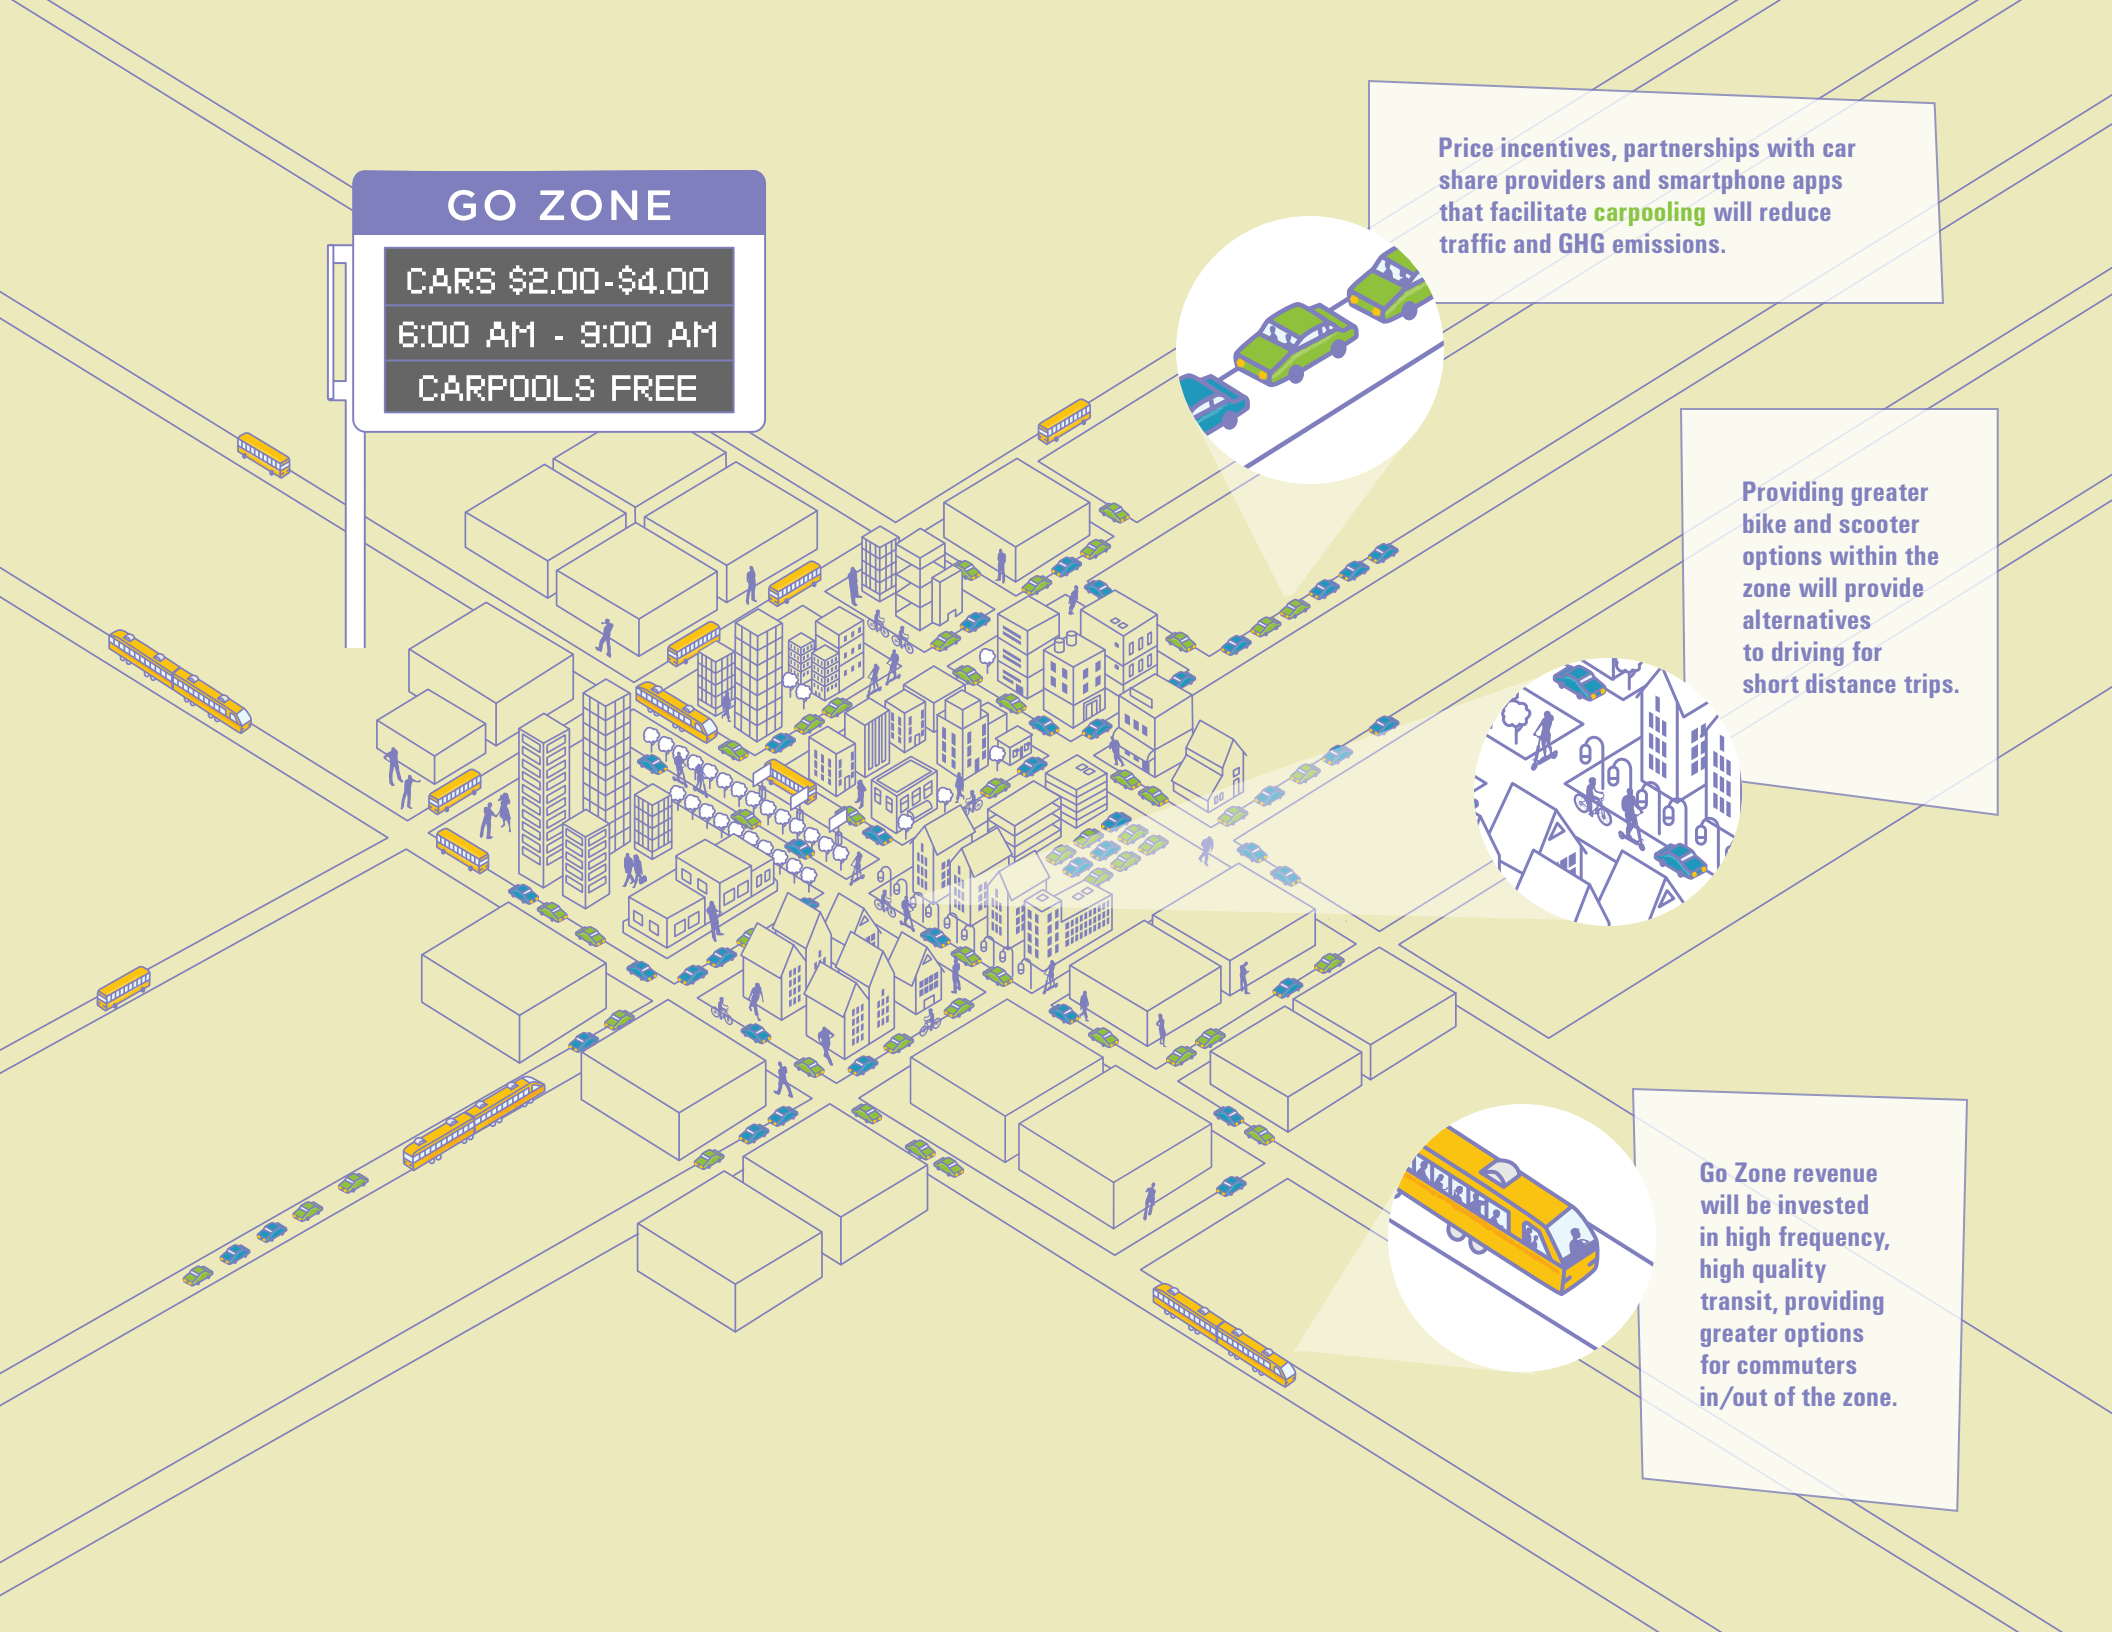 GO ZONE
CARS $2.00-$4.00
6:00 AM - 9:00 AM
CARPOOLS FREE
Price incentives, partnerships with car
share providers and smartphone apps
that facilitate carpooling will reduce
traffic and GHG emissions.
Providing greater
bike and scooter
options within the
zone will provide
alternatives
to driving for
short distance trips.
Go Zone revenue
will be invested
in high frequency,
high quality
transit, providing
greater options
for commuters
in/out of the zone.